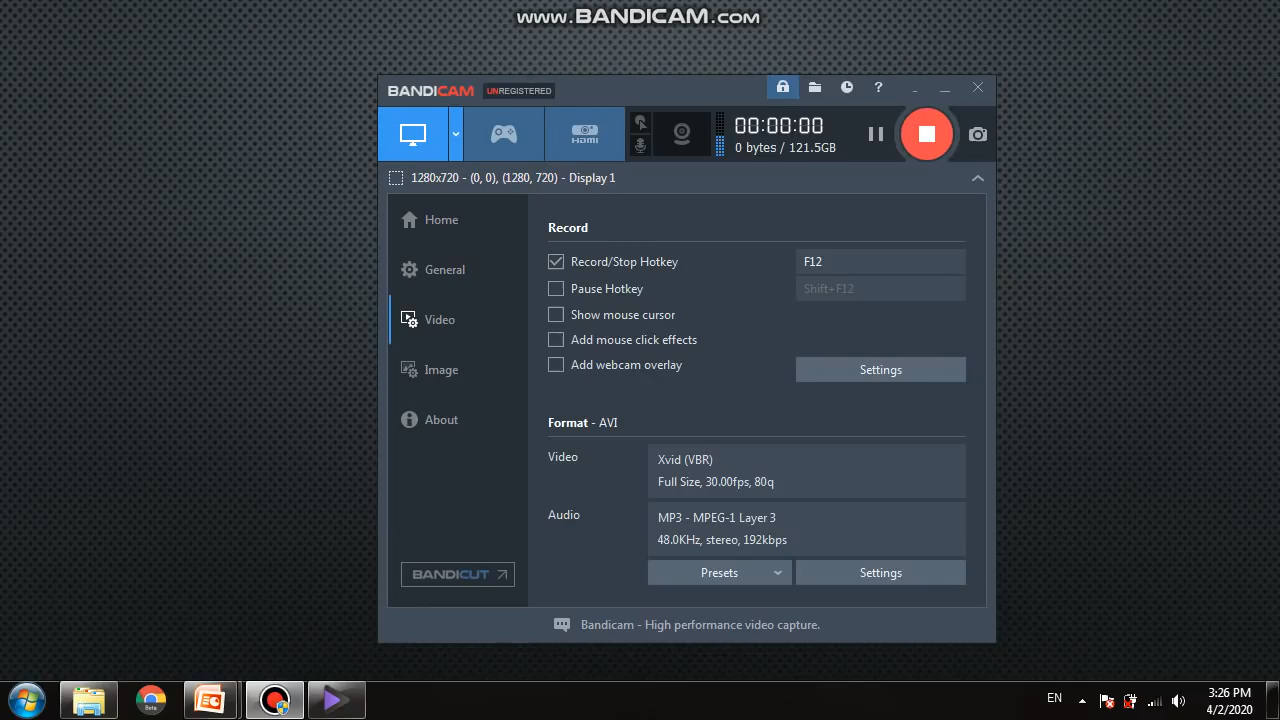 www.BANDICAM.com
BANDICAM UNREGISTERED
?
HDMI
00:00:00
0 bytes / 121.5GB
1280x720 - (0, 0), (1280, 720) - Display 1
Home
General
Video
Image
About
BANDICUT
Record
Record/Stop Hotkey F12
Pause Hotkey Shift+F12
Show mouse cursor
Add mouse click effects
Add webcam overlay Settings
Format - AVI
Video
Xvid (VBR)
Full Size, 30.00fps, 80q
Audio
MP3 - MPEG-1 Layer 3
48.0KHz, stereo, 192kbps
Presets Settings
Bandicam - High performance video capture.
Beta
EN
3:26 PM
4/2/2020